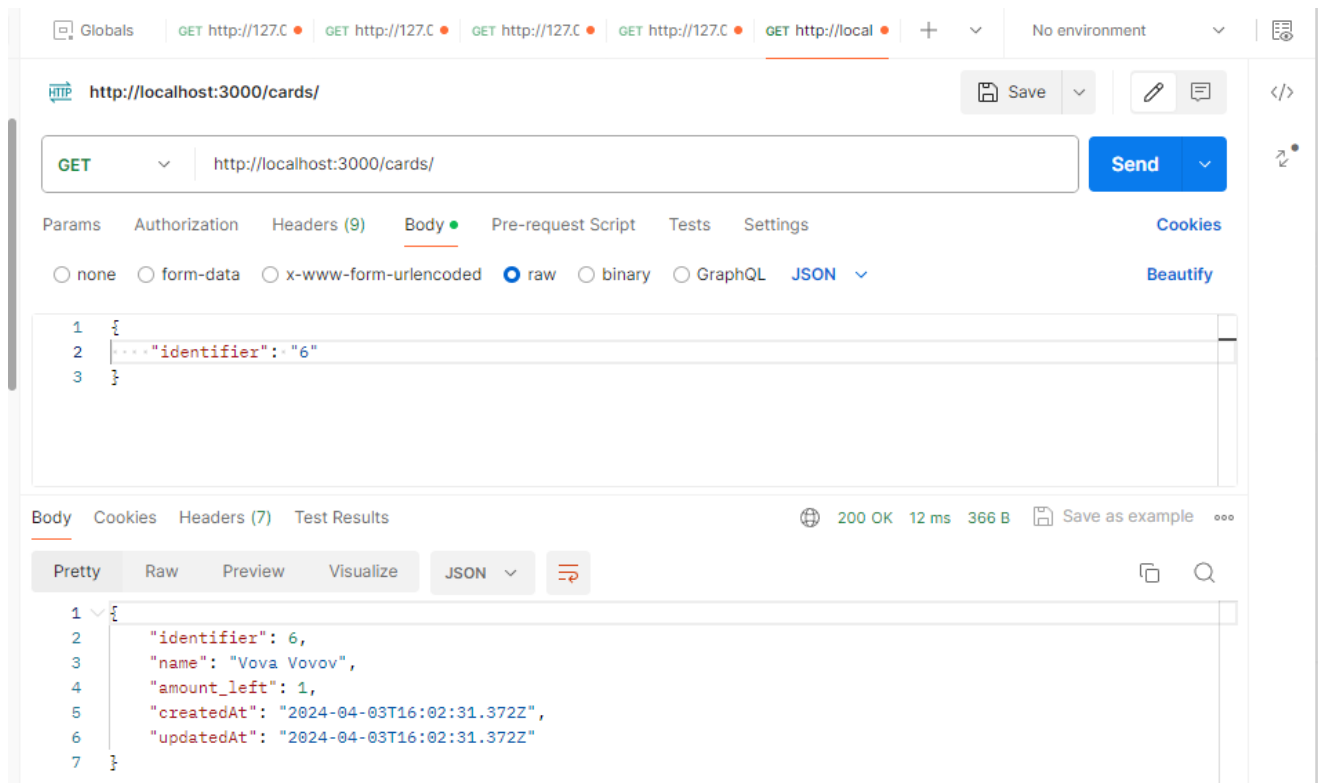 Globals GET http://127.0 GET http://127.0 GET http://127.0 GET http://127.0 GET http://local No environment
HTTP http://localhost:3000/cards/ Save
GET http://localhost:3000/cards/ Send
Params Authorization Headers (9) Body Pre-request Script Tests Settings Cookies
none form-data x-www-form-urlencoded raw binary GraphQL JSON Beautify
1 {
2 "identifier": "6"
3 }
Body Cookies Headers (7) Test Results 200 OK 12 ms 366 B Save as example
Pretty Raw Preview Visualize JSON
1 {
2 "identifier": 6,
3 "name": "Vova Vovov",
4 "amount_left": 1,
5 "createdAt": "2024-04-03T16:02:31.372Z",
6 "updatedAt": "2024-04-03T16:02:31.372Z"
7 }